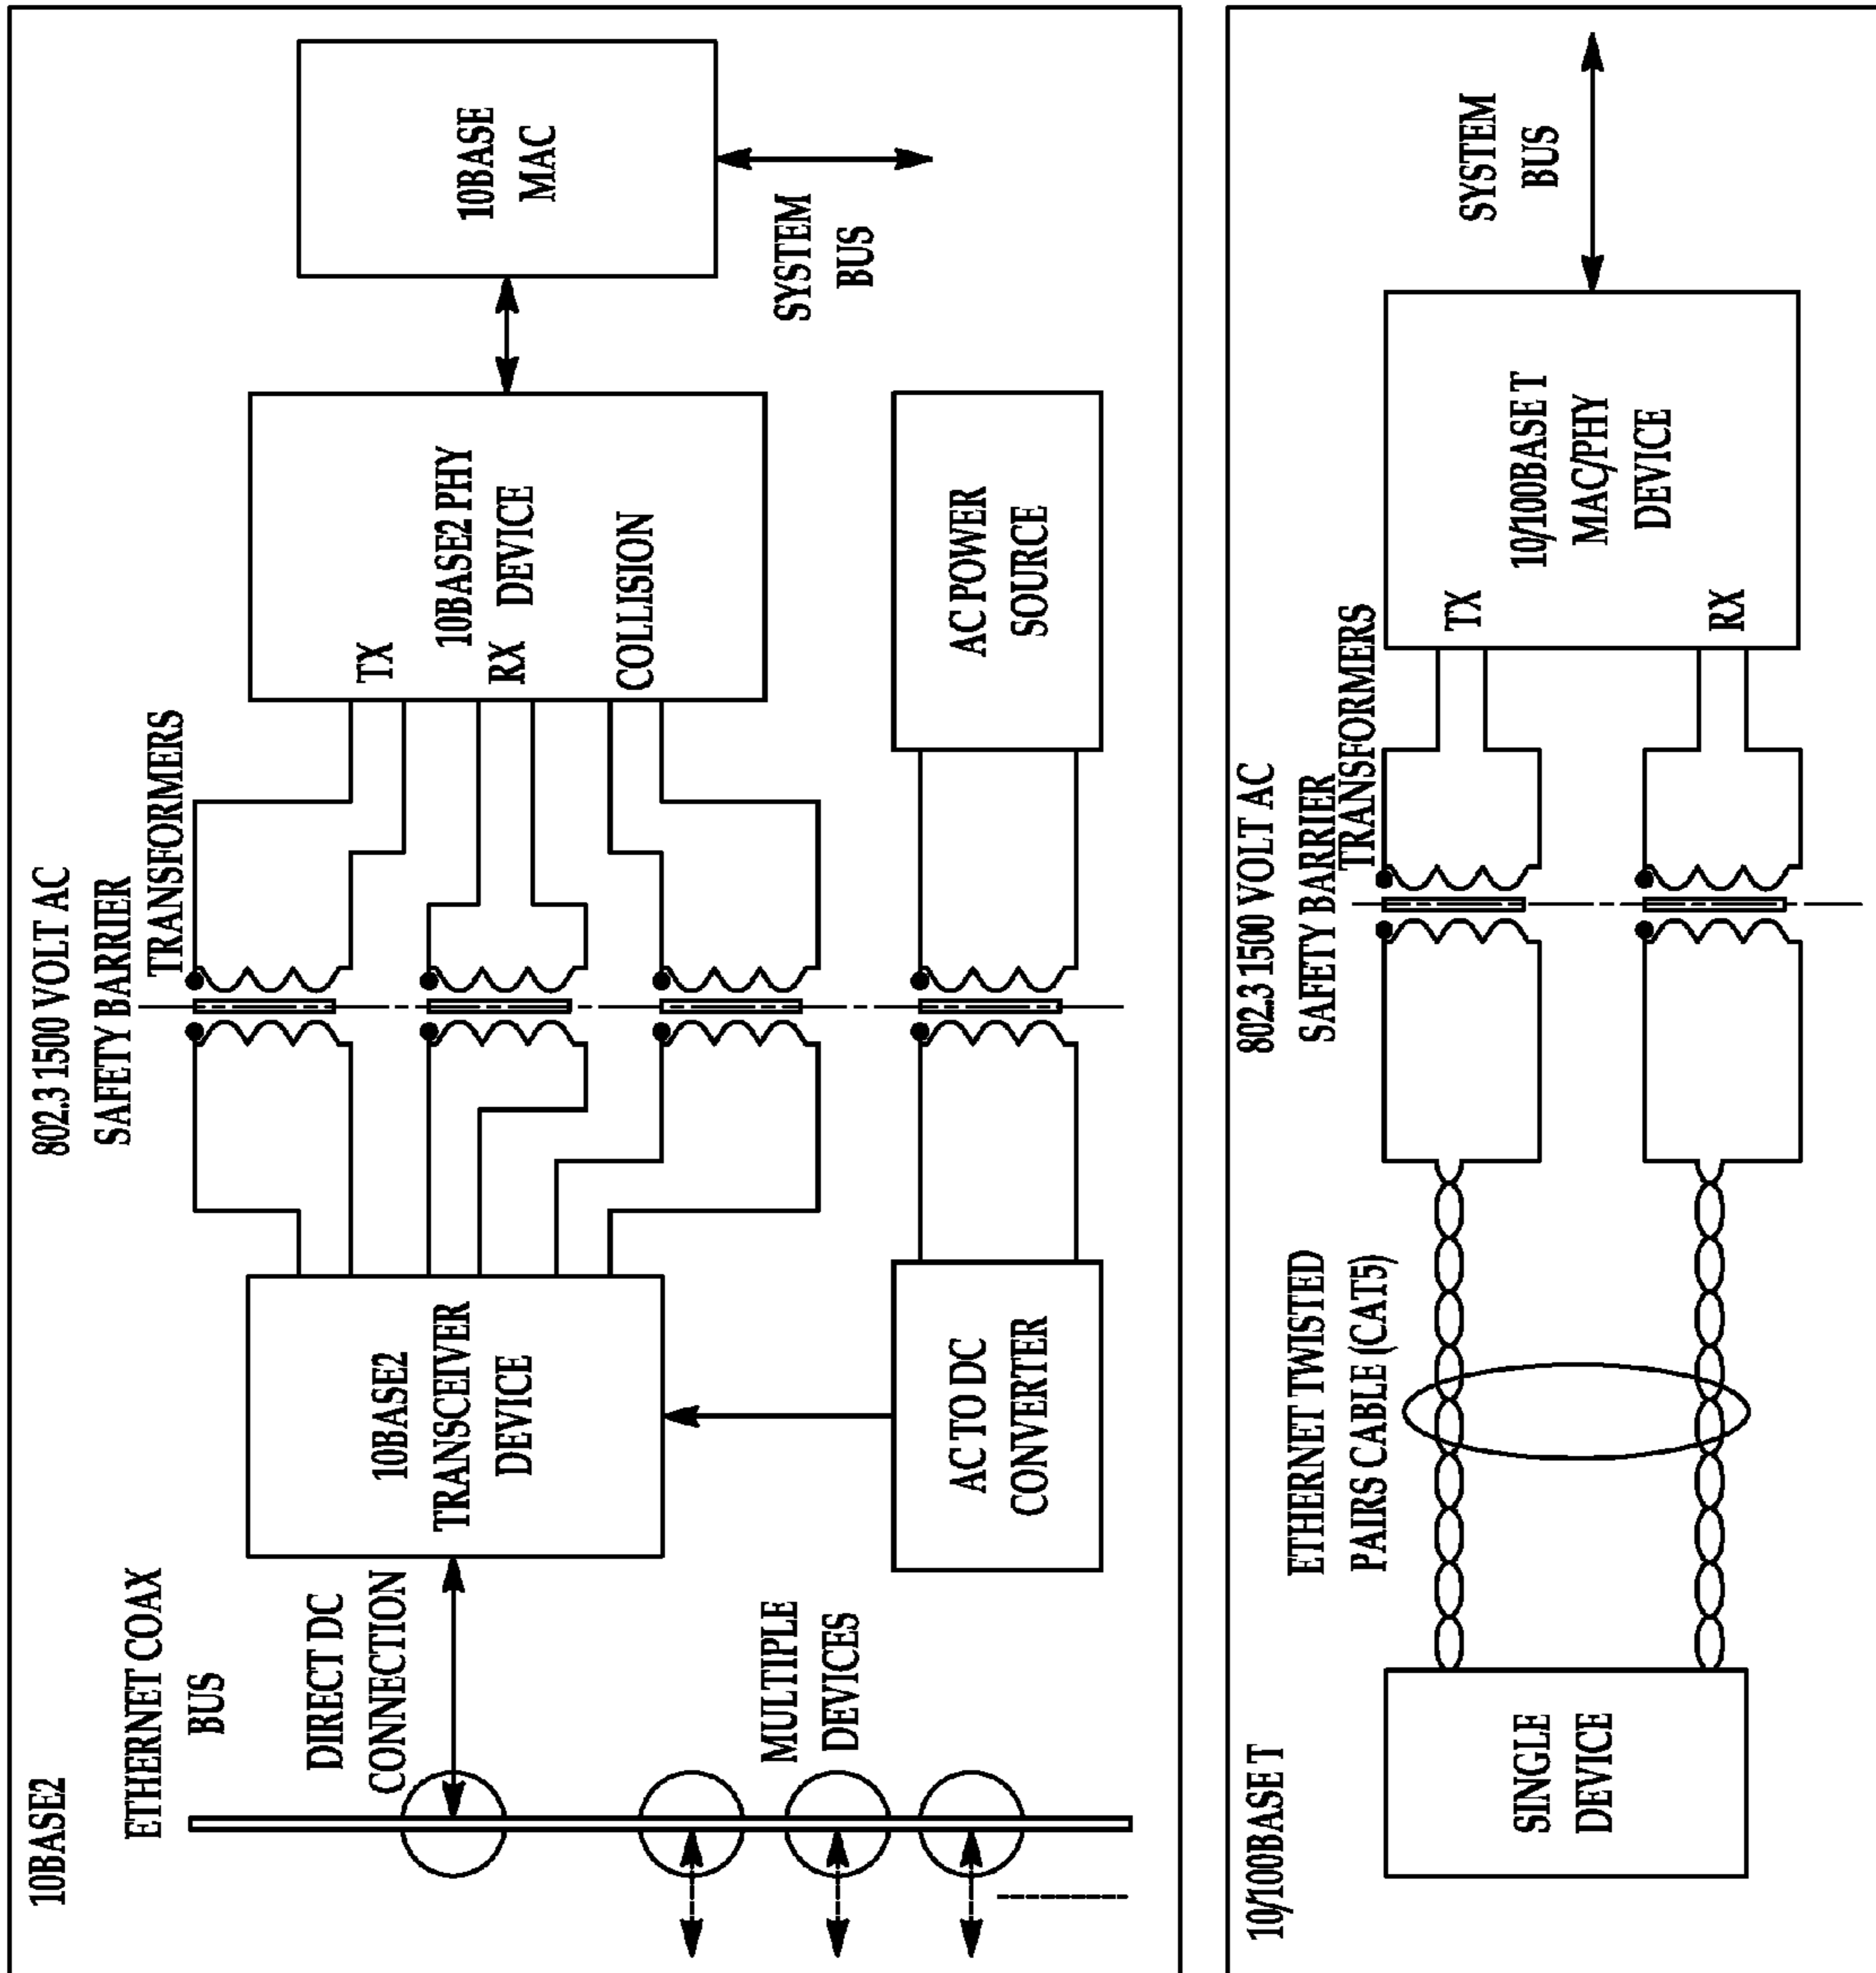 10BASE2
ETHERNET COAX
BUS
DIRECT DC
CONNECTION
MULTIPLE
DEVICES
10BASE2
TRANSCEIVER
DEVICE
AC TO DC
CONVERTER
802.3 1500 VOLT AC
SAFETY BARRIER
TRANSFORMERS
TX
10BASE2 PHY
RX
DEVICE
COLLISION
AC POWER
SOURCE
10BASE
MAC
SYSTEM
BUS
10/100BASE T
SINGLE
DEVICE
ETHERNET TWISTED
PAIRS CABLE (CAT5)
802.3 1500 VOLT AC
SAFETY BARRIER
TRANSFORMERS
TX
RX
10/100BASE T
MAC/PHY
DEVICE
SYSTEM
BUS